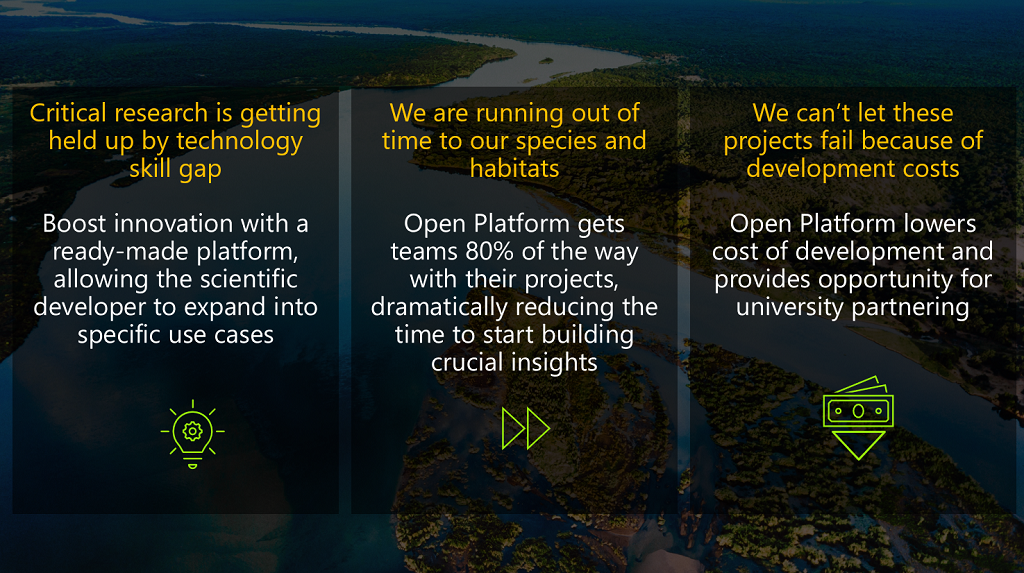 Critical research is getting
held up by technology
skill gap
Boost innovation with a
ready-made platform,
allowing the scientific
developer to expand into
specific use cases
We are running out of
time to our species and
habitats
Open Platform gets
teams 80% of the way
with their projects,
dramatically reducing the
time to start building
crucial insights
We can’t let these
projects fail because of
development costs
Open Platform lowers
cost of development and
provides opportunity for
university partnering